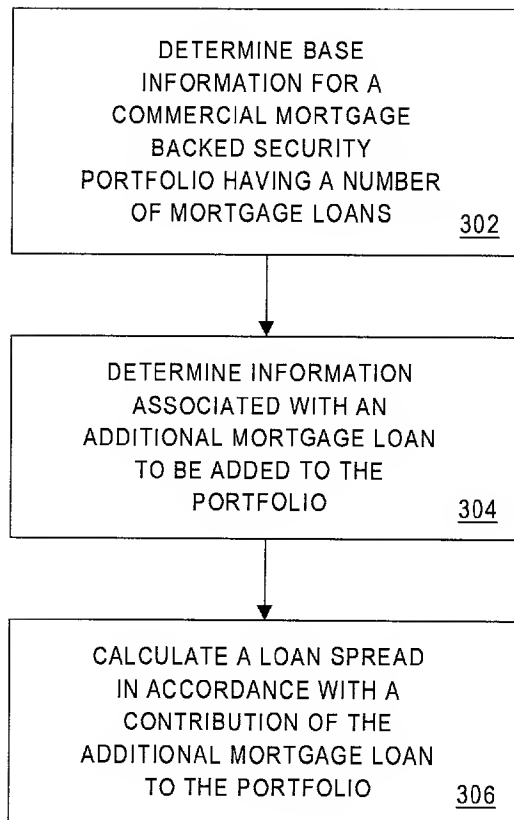 DETERMINE BASE
INFORMATION FOR A
COMMERCIAL MORTGAGE
BACKED SECURITY
PORTFOLIO HAVING A NUMBER
OF MORTGAGE LOANS
302
DETERMINE INFORMATION
ASSOCIATED WITH AN
ADDITIONAL MORTGAGE LOAN
TO BE ADDED TO THE
PORTFOLIO
304
CALCULATE A LOAN SPREAD
IN ACCORDANCE WITH A
CONTRIBUTION OF THE
ADDITIONAL MORTGAGE LOAN
TO THE PORTFOLIO
306